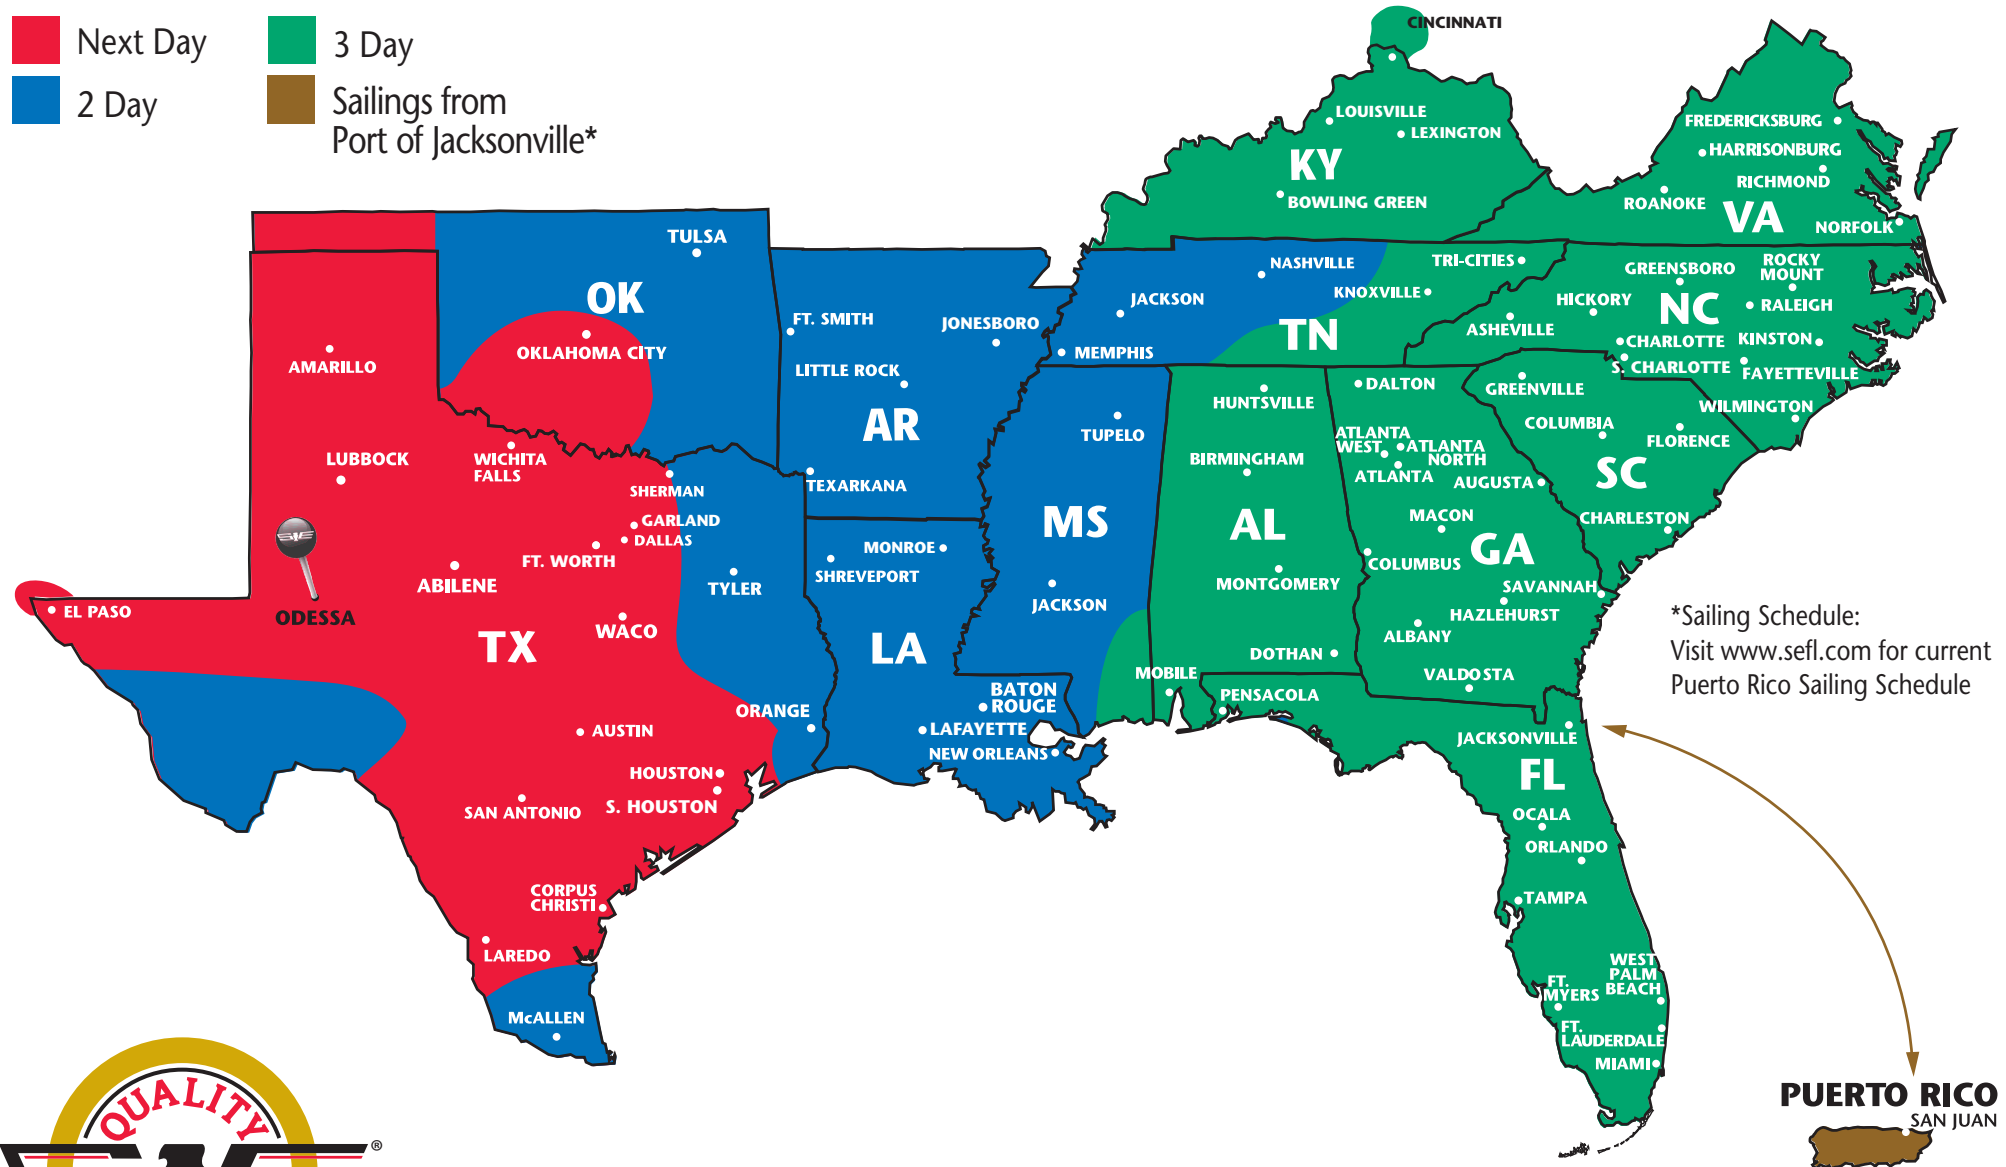 Next Day
2 Day
3 Day
Sailings from
Port of Jacksonville*
CINCINNATI
LOUISVILLE
LEXINGTON
KY
BOWLING GREEN
FREDERICKSBURG
HARRISONBURG
RICHMOND
ROANOKE
VA
NORFOLK
TULSA
OK
OKLAHOMA CITY
FT. SMITH
JONESBORO
LITTLE ROCK
AR
TEXARKANA
NASHVILLE
JACKSON
MEMPHIS
TRI-CITIES
KNOXVILLE
TN
GREENSBORO
ROCKY
MOUNT
HICKORY
NC
RALEIGH
ASHEVILLE
CHARLOTTE
KINSTON
S. CHARLOTTE
FAYETTEVILLE
WILMINGTON
AMARILLO
LUBBOCK
WICHITA
FALLS
SHERMAN
GARLAND
DALLAS
FT. WORTH
ABILENE
TYLER
ODESSA
EL PASO
TX
WACO
AUSTIN
ORANGE
HOUSTON
S. HOUSTON
SAN ANTONIO
CORPUS
CHRISTI
LAREDO
McALLEN
MONROE
SHREVEPORT
LA
BATON
ROUGE
LAFAYETTE
NEW ORLEANS
TUPELO
MS
JACKSON
HUNTSVILLE
BIRMINGHAM
AL
MONTGOMERY
DOTHAN
MOBILE
DALTON
ATLANTA
WEST
ATLANTA
NORTH
ATLANTA
AUGUSTA
MACON
GA
COLUMBUS
SAVANNAH
HAZLEHURST
ALBANY
VALDOSTA
GREENVILLE
COLUMBIA
FLORENCE
SC
CHARLESTON
PENSACOLA
JACKSONVILLE
FL
OCALA
ORLANDO
TAMPA
WEST
PALM
BEACH
FT.
MYERS
FT.
LAUDERDALE
MIAMI
*Sailing Schedule:
Visit www.sefl.com for current
Puerto Rico Sailing Schedule
PUERTO RICO
SAN JUAN
QUALITY
®